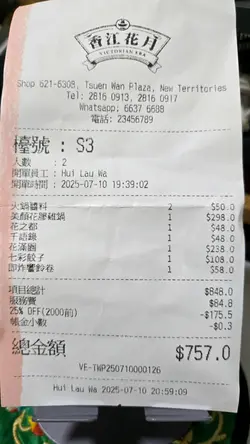 香江花月
VICTORIAN ERA
Shop 621-6308, Tsuen Wan Plaza, New Territories
Tel: 2816 0913, 2816 0917
Whatsapp: 6637 6688
電話: 23456789
檯號 : S3
人數 : 2
開單員工 : Hui Lau Wa
開單時間 : 2025-07-10 19:39:02
火鍋醬料 2 $50.0
美顏花膠雞鍋 1 $298.0
花之都 1 $48.0
千語綠 1 $48.0
花滿園 1 $238.0
七彩餃子 1 $108.0
即炸響鈴卷 1 $58.0
項目總計 $848.0
服務費 $84.8
25% OFF(2000前) -$175.5
帳金小數 -$0.3
總金額 $757.0
VE-TWP250710000126
Hui Lau Wa 2025-07-10 20:59:09